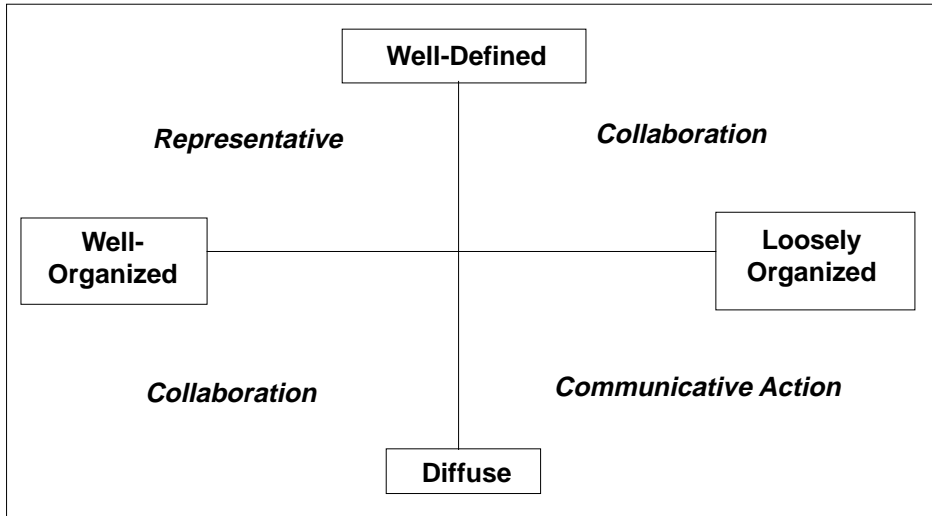 Well-Defined
Representative
Collaboration
Well-
Organized
Loosely
Organized
Collaboration
Communicative Action
Diffuse